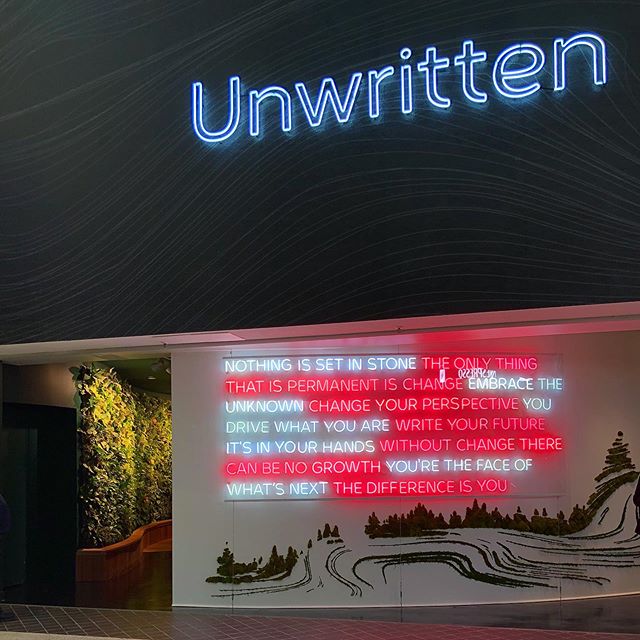 Unwritten
NOTHING IS SET IN STONE THE ONLY THING
THAT IS PERMANENT IS CHANGE EMBRACE THE
UNKNOWN CHANGE YOUR PERSPECTIVE YOU
DRIVE WHAT YOU ARE WRITE YOUR FUTURE
IT'S IN YOUR HANDS WITHOUT CHANGE THERE
CAN BE NO GROWTH YOU'RE THE FACE OF
WHAT'S NEXT THE DIFFERENCE IS YOU